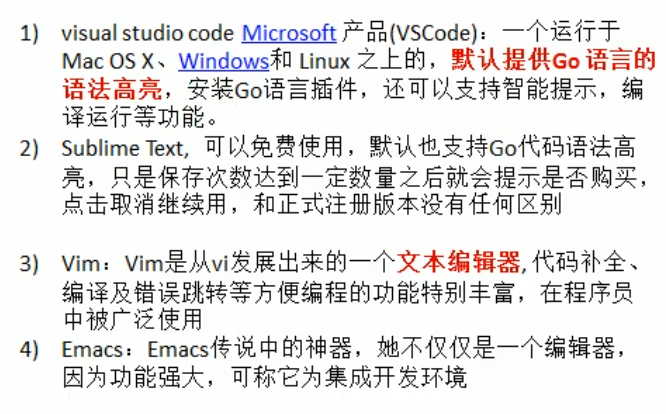 1) visual studio code Microsoft 产品(VSCode)：一个运行于
Mac OS X、Windows和 Linux 之上的，默认提供Go 语言的
语法高亮，安装Go语言插件，还可以支持智能提示，编
译运行等功能。
2) Sublime Text, 可以免费使用，默认也支持Go代码语法高
亮，只是保存次数达到一定数量之后就会提示是否购买，
点击取消继续用，和正式注册版本没有任何区别
3) Vim：Vim是从vi发展出来的一个文本编辑器, 代码补全、
编译及错误跳转等方便编程的功能特别丰富，在程序员
中被广泛使用
4) Emacs：Emacs传说中的神器，她不仅仅是一个编辑器，
因为功能强大，可称它为集成开发环境